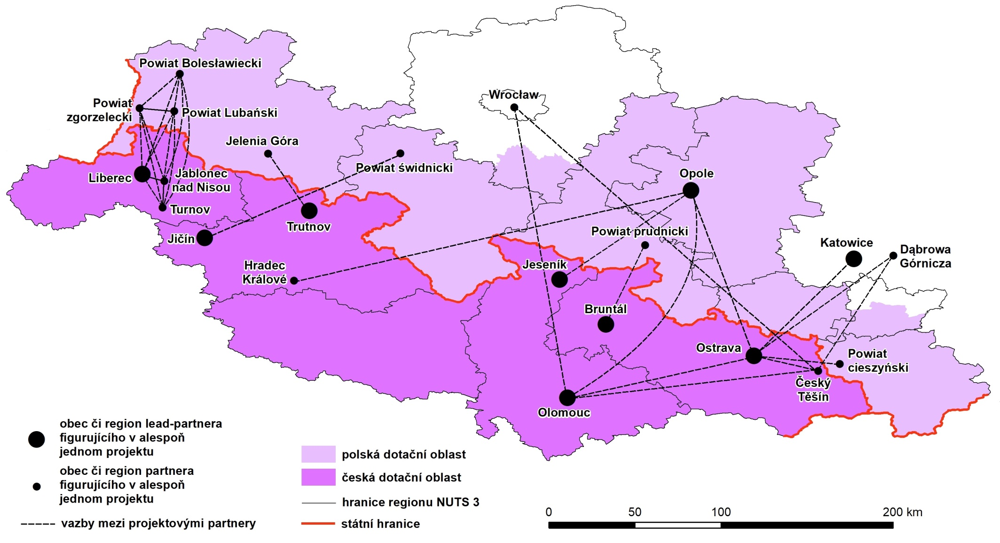 Powiat Bolesławiecki
Wrocław
Powiat
zgorzelecki
Powiat Lubański
Jelenia Góra
Powiat świdnicki
Opole
Liberec
Jablonec
nad Nisou
Turnov
Trutnov
Jičín
Powiat prudnicki
Katowice
Dąbrowa
Górnicza
Hradec
Králové
Jeseník
Bruntál
Ostrava
Powiat
cieszyński
Český
Těšín
Olomouc
obec či region lead-partnera
figurujícího v alespoň
jednom projektu
obec či region partnera
figurujícího v alespoň
jednom projektu
vazby mezi projektovými partnery
polská dotační oblast
česká dotační oblast
hranice regionu NUTS 3
státní hranice
0 50 100 200 km